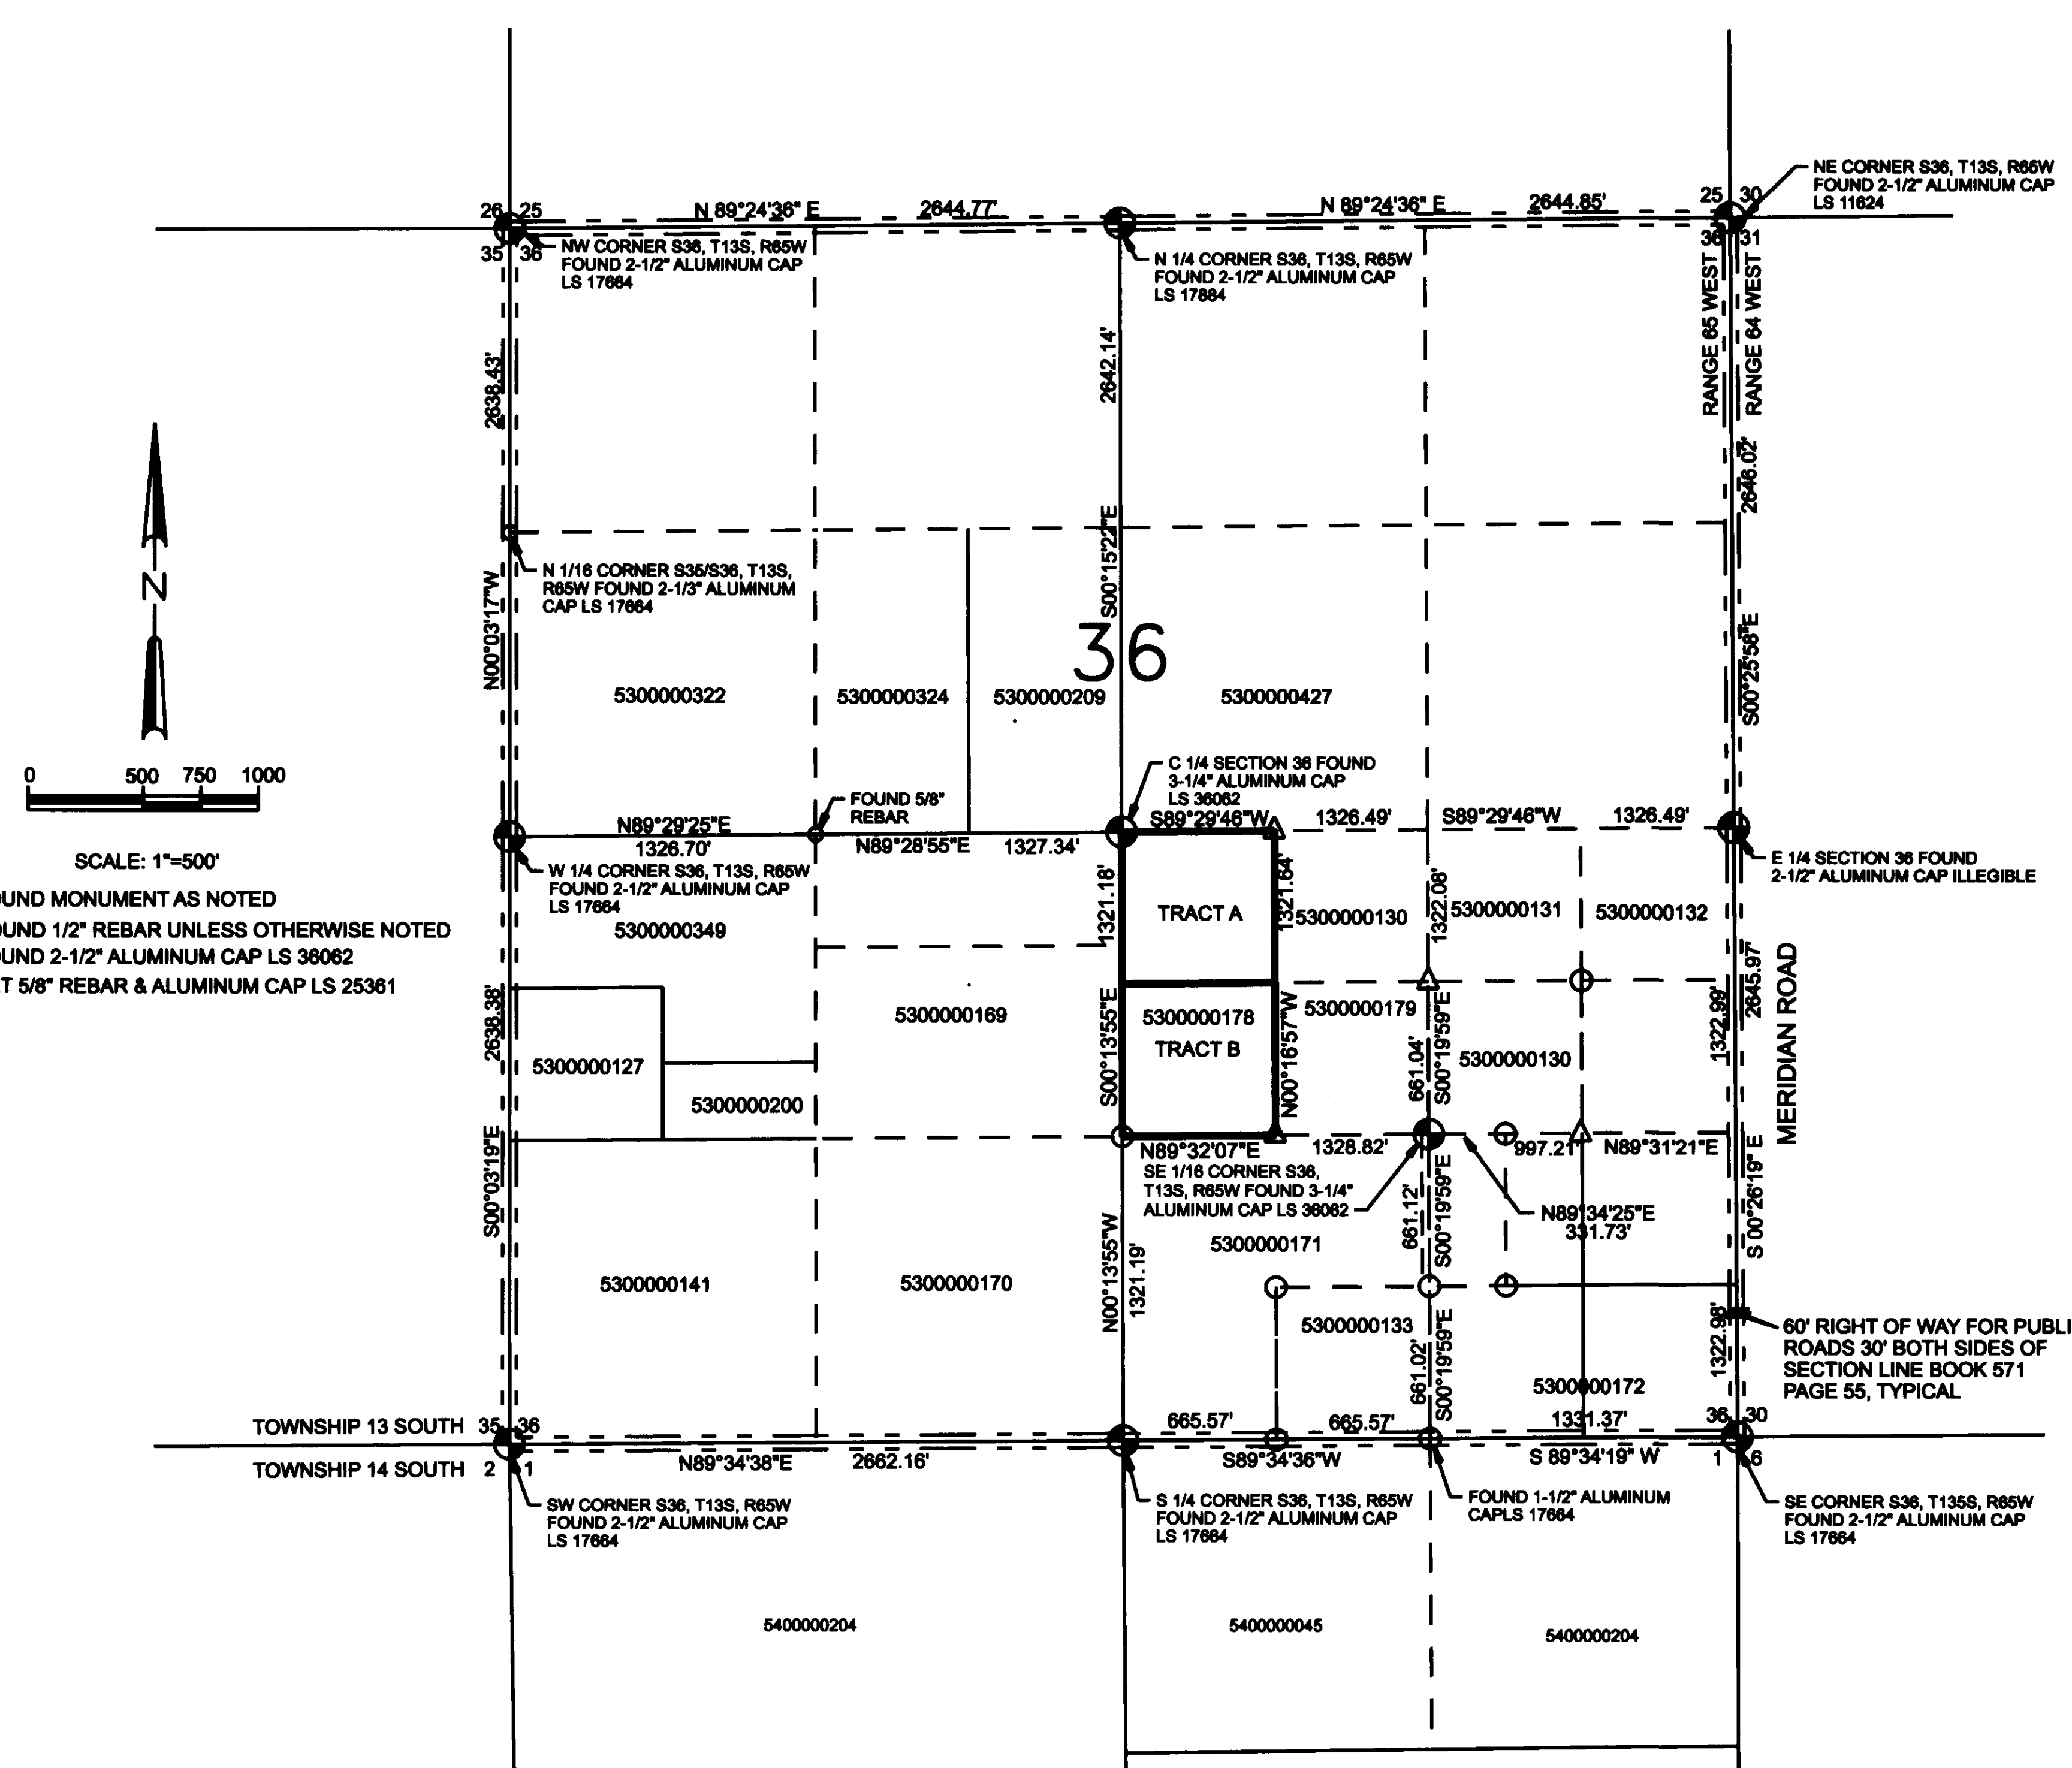 NE CORNER S36, T13S, R65W
FOUND 2-1/2" ALUMINUM CAP
LS 11624
26 25
N 89°24'36" E 2644.77'
N 89°24'36" E 2644.85'
25 30
35 36
36 31
NW CORNER S36, T13S, R65W
FOUND 2-1/2" ALUMINUM CAP
LS 17664
N 1/4 CORNER S36, T13S, R65W
FOUND 2-1/2" ALUMINUM CAP
LS 17664
RANGE 65 WEST
RANGE 64 WEST
2638.43'
2642.14'
2646.02'
N
N 1/16 CORNER S35/S36, T13S,
R65W FOUND 2-1/3" ALUMINUM
CAP LS 17664
N00°03'17"W
S00°15'22"E
S00°25'58"E
36
5300000322
5300000324
5300000209
5300000427
0 500 750 1000
C 1/4 SECTION 36 FOUND
3-1/4" ALUMINUM CAP
LS 36062
FOUND 5/8"
REBAR
N89°29'25"E
1326.70'
N89°28'55"E 1327.34'
S89°29'46"W 1326.49'
S89°29'46"W 1326.49'
SCALE: 1"=500'
W 1/4 CORNER S36, T13S, R65W
FOUND 2-1/2" ALUMINUM CAP
LS 17664
E 1/4 SECTION 36 FOUND
2-1/2" ALUMINUM CAP ILLEGIBLE
OUND MONUMENT AS NOTED
OUND 1/2" REBAR UNLESS OTHERWISE NOTED
OUND 2-1/2" ALUMINUM CAP LS 36062
T 5/8" REBAR & ALUMINUM CAP LS 25361
5300000349
1321.18'
TRACT A
1321.64'
5300000130
1322.08'
5300000131
5300000132
2638.38'
5300000169
S00°13'55"E
5300000178
TRACT B
N00°16'57"W
5300000179
661.04'
S00°19'59"E
5300000130
1322.99'
2645.97'
MERIDIAN ROAD
5300000127
5300000200
S00°03'19"E
N89°32'07"E 1328.82'
997.21'
N89°31'21"E
SE 1/16 CORNER S36,
T13S, R65W FOUND 3-1/4"
ALUMINUM CAP LS 36062
661.12'
S00°19'59"E
N89°34'25"E
331.73'
S 00°26'19" E
5300000141
5300000170
N00°13'55"W
1321.19'
5300000171
5300000133
661.02'
S00°19'59"E
5300000172
1322.98'
60' RIGHT OF WAY FOR PUBLI
ROADS 30' BOTH SIDES OF
SECTION LINE BOOK 571
PAGE 55, TYPICAL
TOWNSHIP 13 SOUTH 35 36
665.57'
665.57'
1331.37'
36 30
TOWNSHIP 14 SOUTH 2 1
N89°34'38"E 2662.16'
S89°34'36"W
S 89°34'19" W
1 6
SW CORNER S36, T13S, R65W
FOUND 2-1/2" ALUMINUM CAP
LS 17664
S 1/4 CORNER S36, T13S, R65W
FOUND 2-1/2" ALUMINUM CAP
LS 17664
FOUND 1-1/2" ALUMINUM
CAPLS 17664
SE CORNER S36, T135S, R65W
FOUND 2-1/2" ALUMINUM CAP
LS 17664
5400000204
5400000045
5400000204